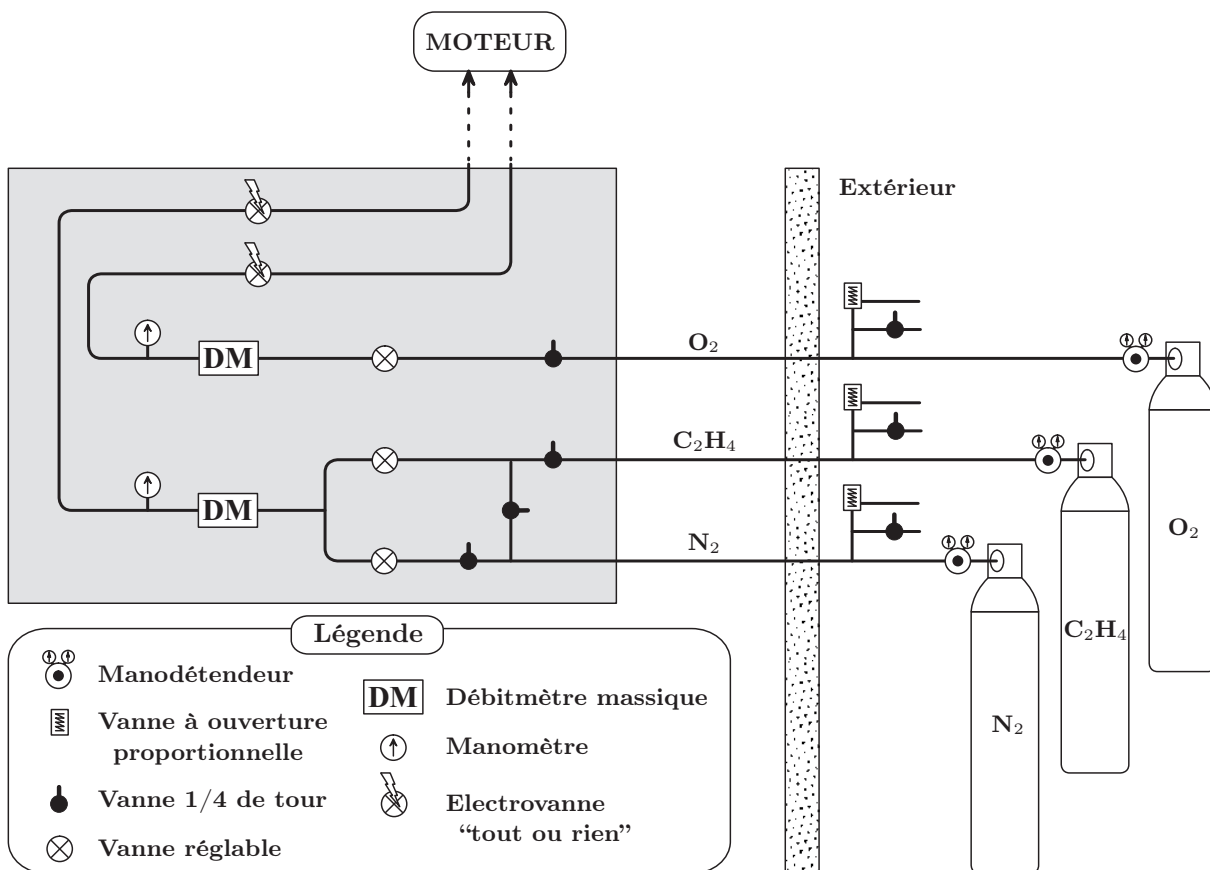 MOTEUR
Extérieur
O₂
DM
C₂H₄
DM
N₂
O₂
C₂H₄
N₂
Légende
Manodétendeur
Vanne à ouverture
proportionnelle
Vanne 1/4 de tour
Vanne réglable
DM Débitmètre massique
Manomètre
Electrovanne
“tout ou rien”